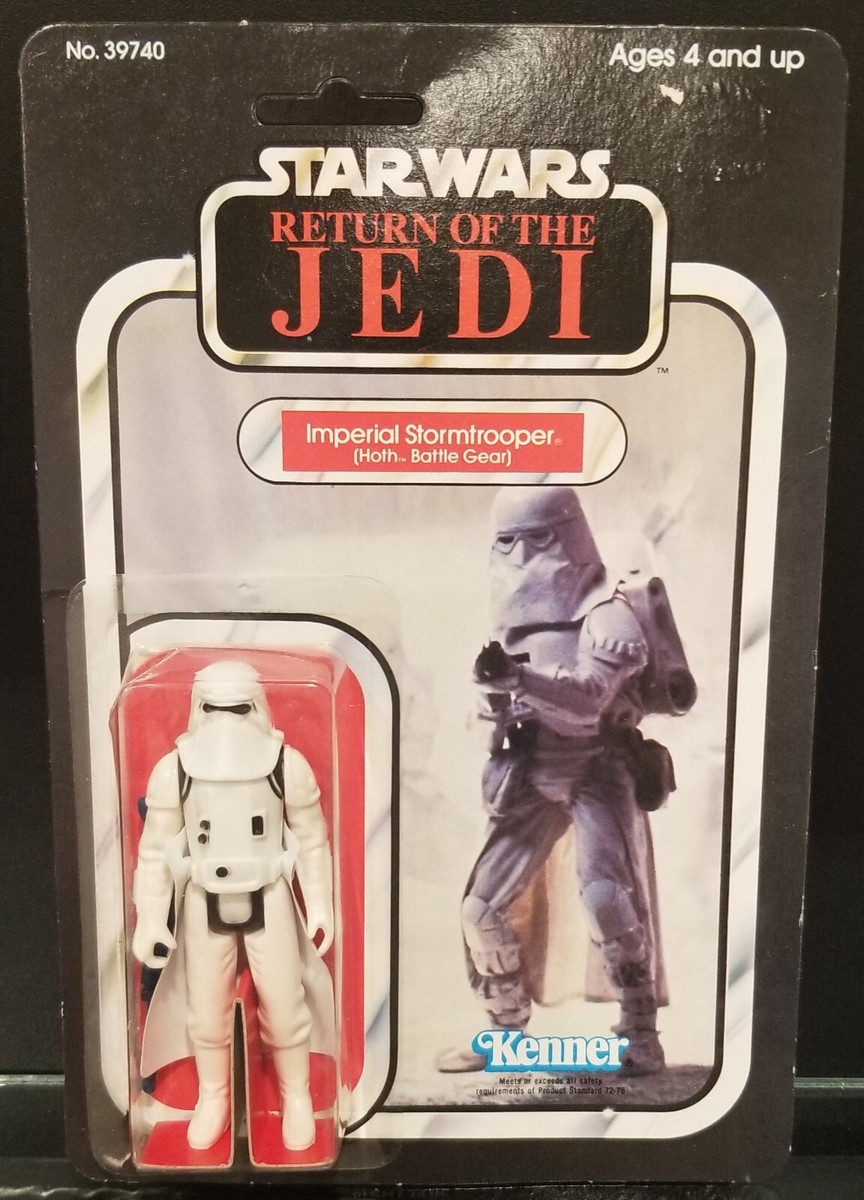 No. 39740
Ages 4 and up
STAR WARS
RETURN OF THE
JEDI
TM
Imperial Stormtrooper®
(Hoth™ Battle Gear)
Kenner
Meets or exceeds all safety
requirements of Product Standard 72-76